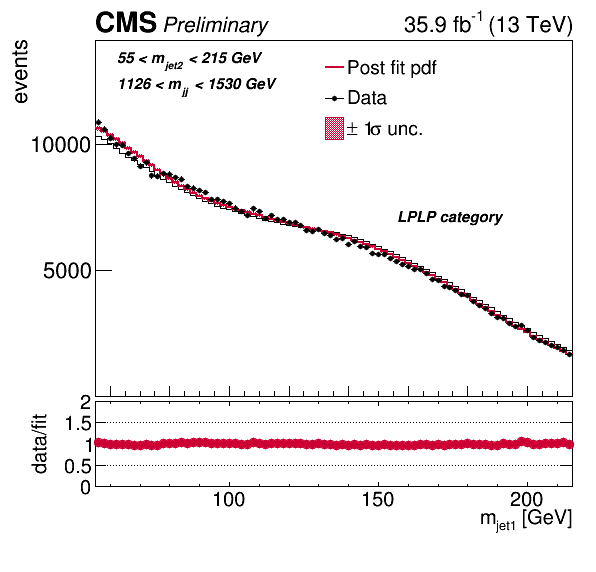 CMS Preliminary 35.9 fb⁻¹ (13 TeV)
events
55 < m_jet2 < 215 GeV
1126 < m_jj < 1530 GeV
Post fit pdf
Data
± 1σ unc.
10000
LPLP category
5000
data/fit
2
1.5
1
0.5
0
100 150 200
m_jet1 [GeV]